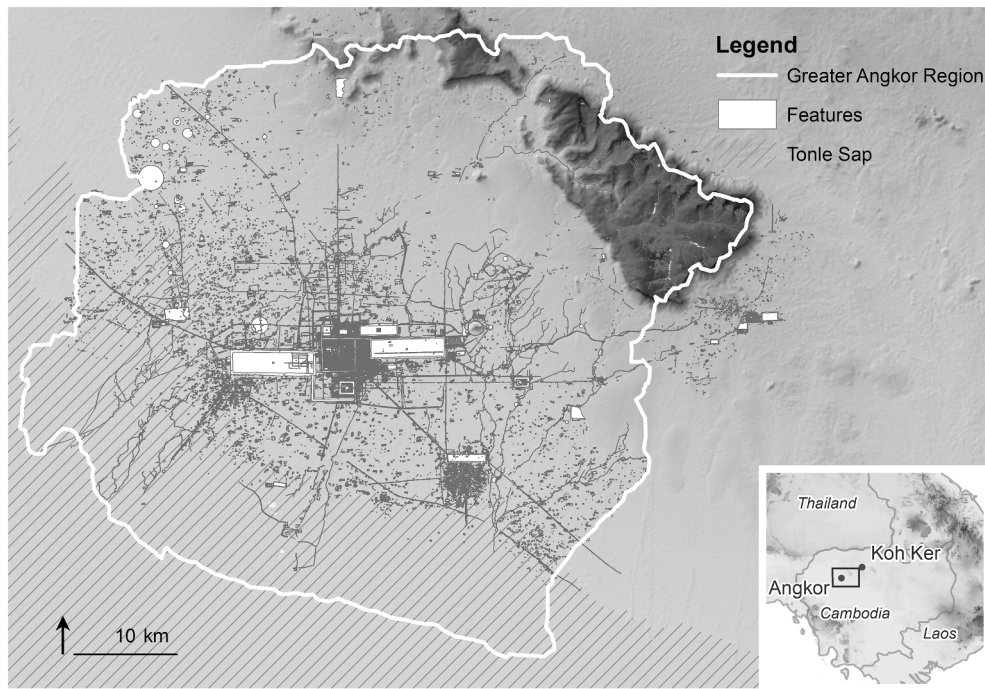 Legend
Greater Angkor Region
Features
Tonle Sap
10 km
Thailand
Koh Ker
Angkor
Cambodia
Laos